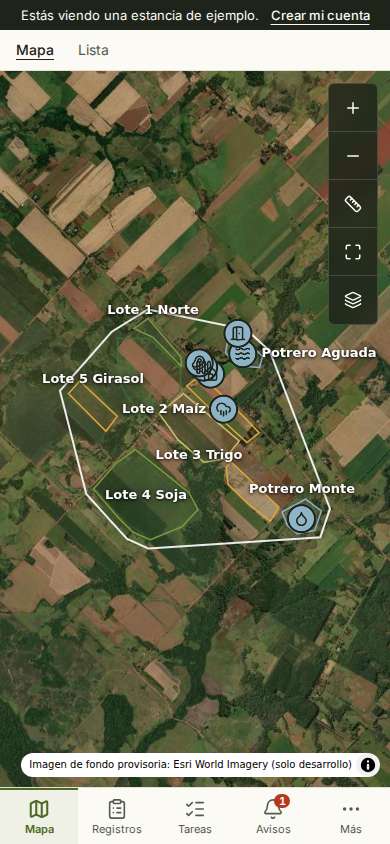 Estás viendo una estancia de ejemplo. Crear mi cuenta
Mapa Lista
Lote 1 Norte
Potrero Aguada
Lote 5 Girasol
Lote 2 Maíz
Lote 3 Trigo
Potrero Monte
Lote 4 Soja
Imagen de fondo provisoria: Esri World Imagery (solo desarrollo)
1
Mapa Registros Tareas Avisos Más